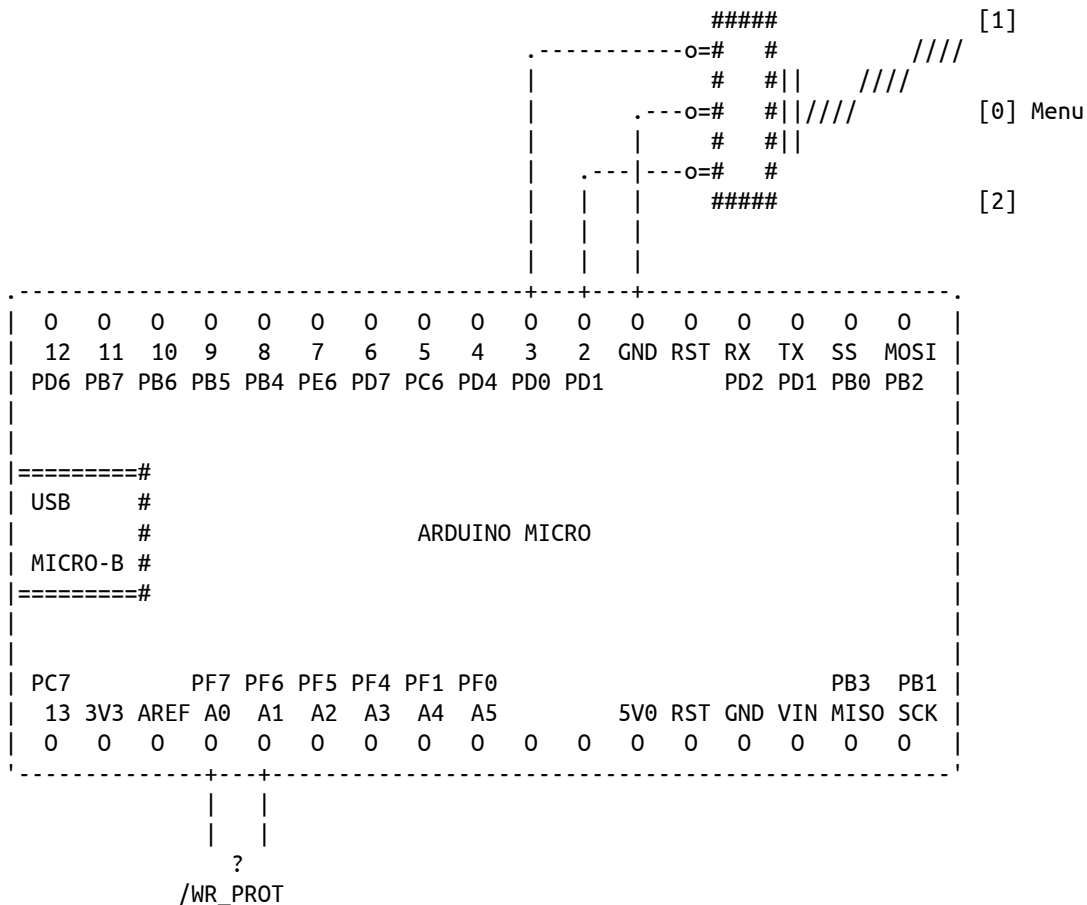 #####               [1]
                                       .-----------o=#   #          ////
                                       |             #   #||    ////
                                       |       .---o=#   #||////         [0] Menu
                                       |       |     #   #||
                                       |   .---|---o=#   #
                                       |   |   |     #####               [2]
                                       |   |   |
                                       |   |   |
.--------------------------------------+---+---+-----------------------.
|  O   O   O   O   O   O   O   O   O   O   O   O   O   O   O   O   O   |
|  12  11  10  9   8   7   6   5   4   3   2  GND RST RX  TX  SS  MOSI |
| PD6 PB7 PB6 PB5 PB4 PE6 PD7 PC6 PD4 PD0 PD1         PD2 PD1 PB0 PB2  |
|                                                                      |
|                                                                      |
|=========#                                                            |
| USB     #                                                            |
|         #                    ARDUINO MICRO                           |
| MICRO-B #                                                            |
|=========#                                                            |
|                                                                      |
|                                                                      |
| PC7         PF7 PF6 PF5 PF4 PF1 PF0                         PB3  PB1 |
|  13 3V3 AREF A0  A1  A2  A3  A4  A5          5V0 RST GND VIN MISO SCK |
|  O   O   O   O   O   O   O   O   O   O   O   O   O   O   O   O   O   |
'--------------+---+---------------------------------------------------'
               |   |
               |   |
                 ?
             /WR_PROT